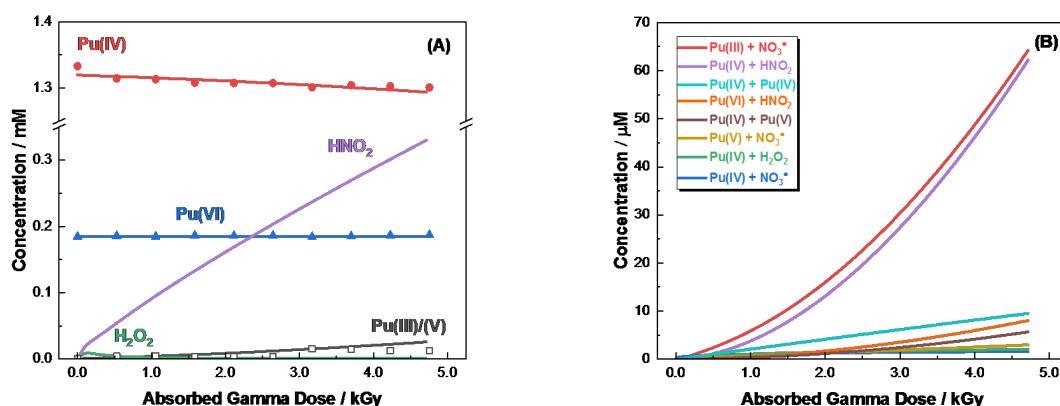 1.4
1.3
0.3
0.2
0.1
0.0
Concentration / mM
Pu(IV)
(A)
HNO₂
Pu(VI)
H₂O₂
Pu(III)/(V)
0.0 1.0 2.0 3.0 4.0 5.0
Absorbed Gamma Dose / kGy
70
60
50
40
30
20
10
0
Concentration / µM
(B)
Pu(III) + NO₃•
Pu(IV) + HNO₂
Pu(IV) + Pu(IV)
Pu(VI) + HNO₂
Pu(IV) + Pu(V)
Pu(V) + NO₃•
Pu(IV) + H₂O₂
Pu(IV) + NO₃•
0.0 1.0 2.0 3.0 4.0 5.0
Absorbed Gamma Dose / kGy